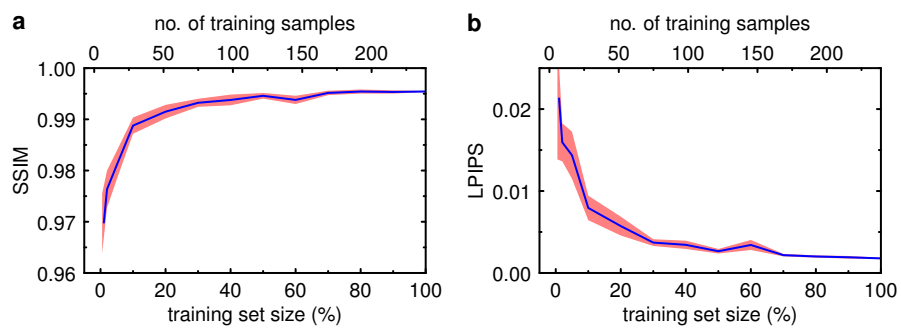 a
no. of training samples
0 50 100 150 200
1.00
0.99
0.98
0.97
0.96
SSIM
0 20 40 60 80 100
training set size (%)
b
no. of training samples
0 50 100 150 200
0.02
0.01
0.00
LPIPS
0 20 40 60 80 100
training set size (%)